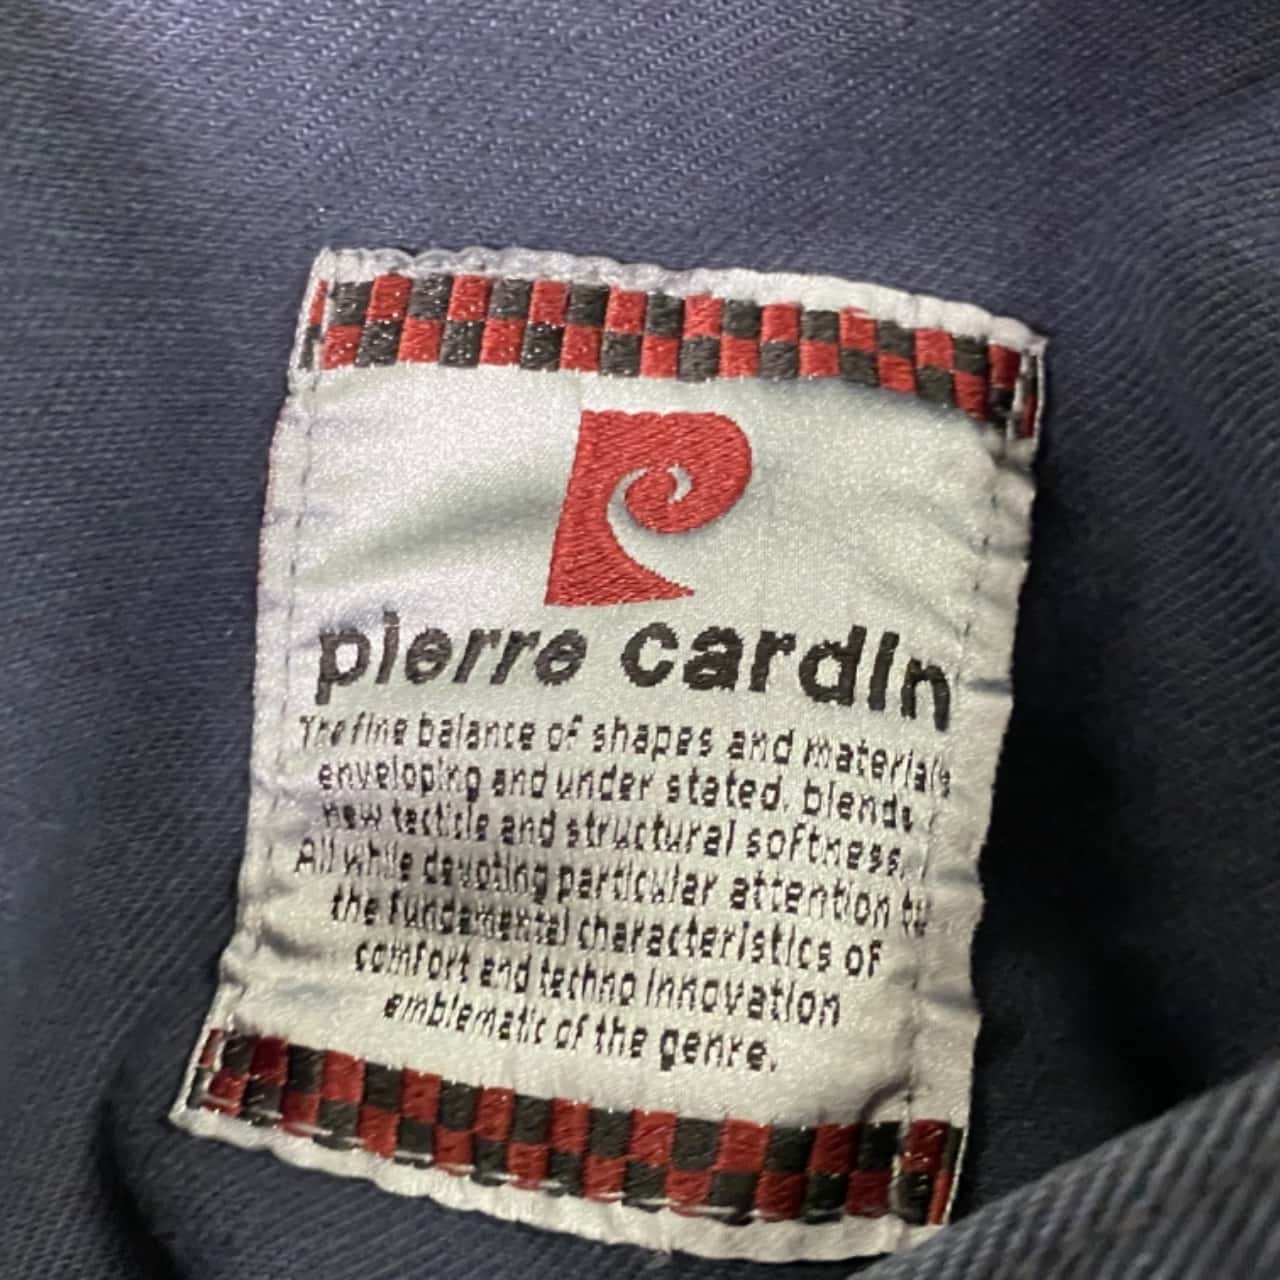 pierre cardin
The fine balance of shapes and materials
enveloping and under stated, blends
new tactile and structural softness.
All while devoting particular attention to
the fundamental characteristics of
comfort and techno innovation
emblematic of the genre.